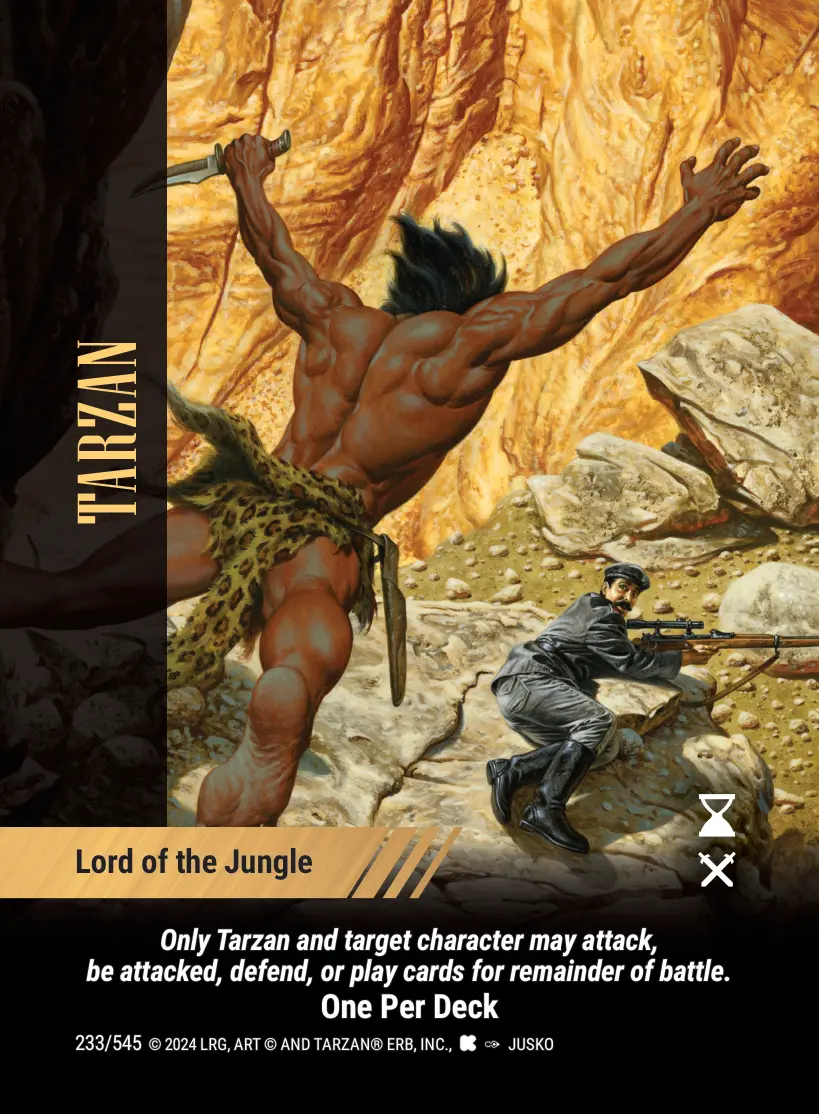 TARZAN
Lord of the Jungle
Only Tarzan and target character may attack,
be attacked, defend, or play cards for remainder of battle.
One Per Deck
233/545 © 2024 LRG, ART © AND TARZAN® ERB, INC., JUSKO